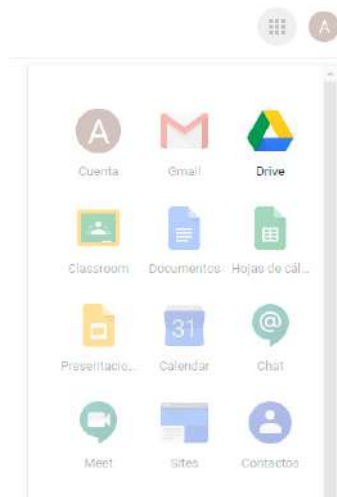 A
A
Cuenta Gmail Drive
Classroom Documentos Hojas de cál...
31 @
Presentacio... Calendar Chat
Meet Sites Contactos